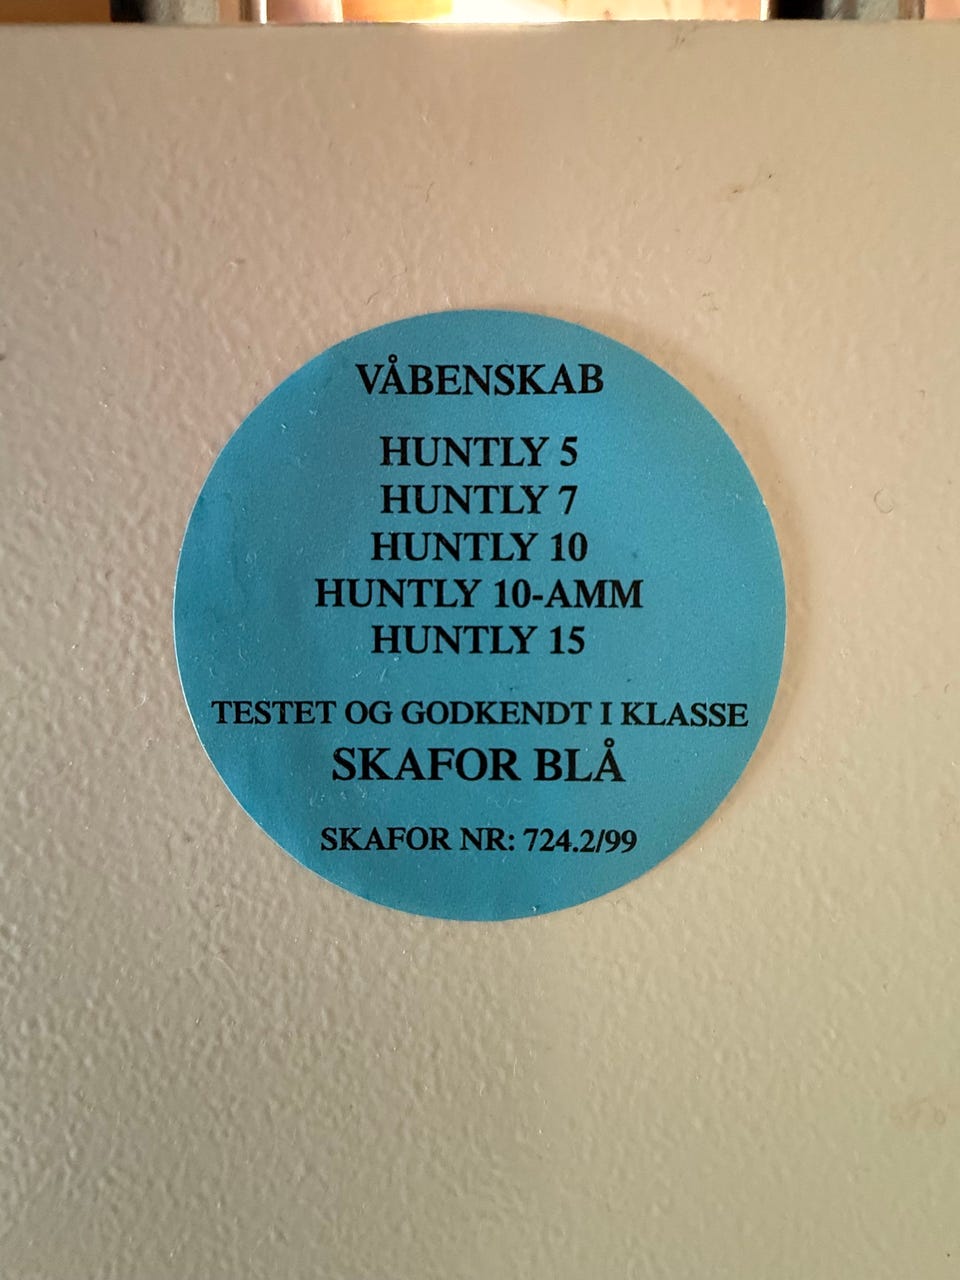 VÅBENSKAB
HUNTLY 5
HUNTLY 7
HUNTLY 10
HUNTLY 10-AMM
HUNTLY 15
TESTET OG GODKENDT I KLASSE
SKAFOR BLÅ
SKAFOR NR: 724.2/99